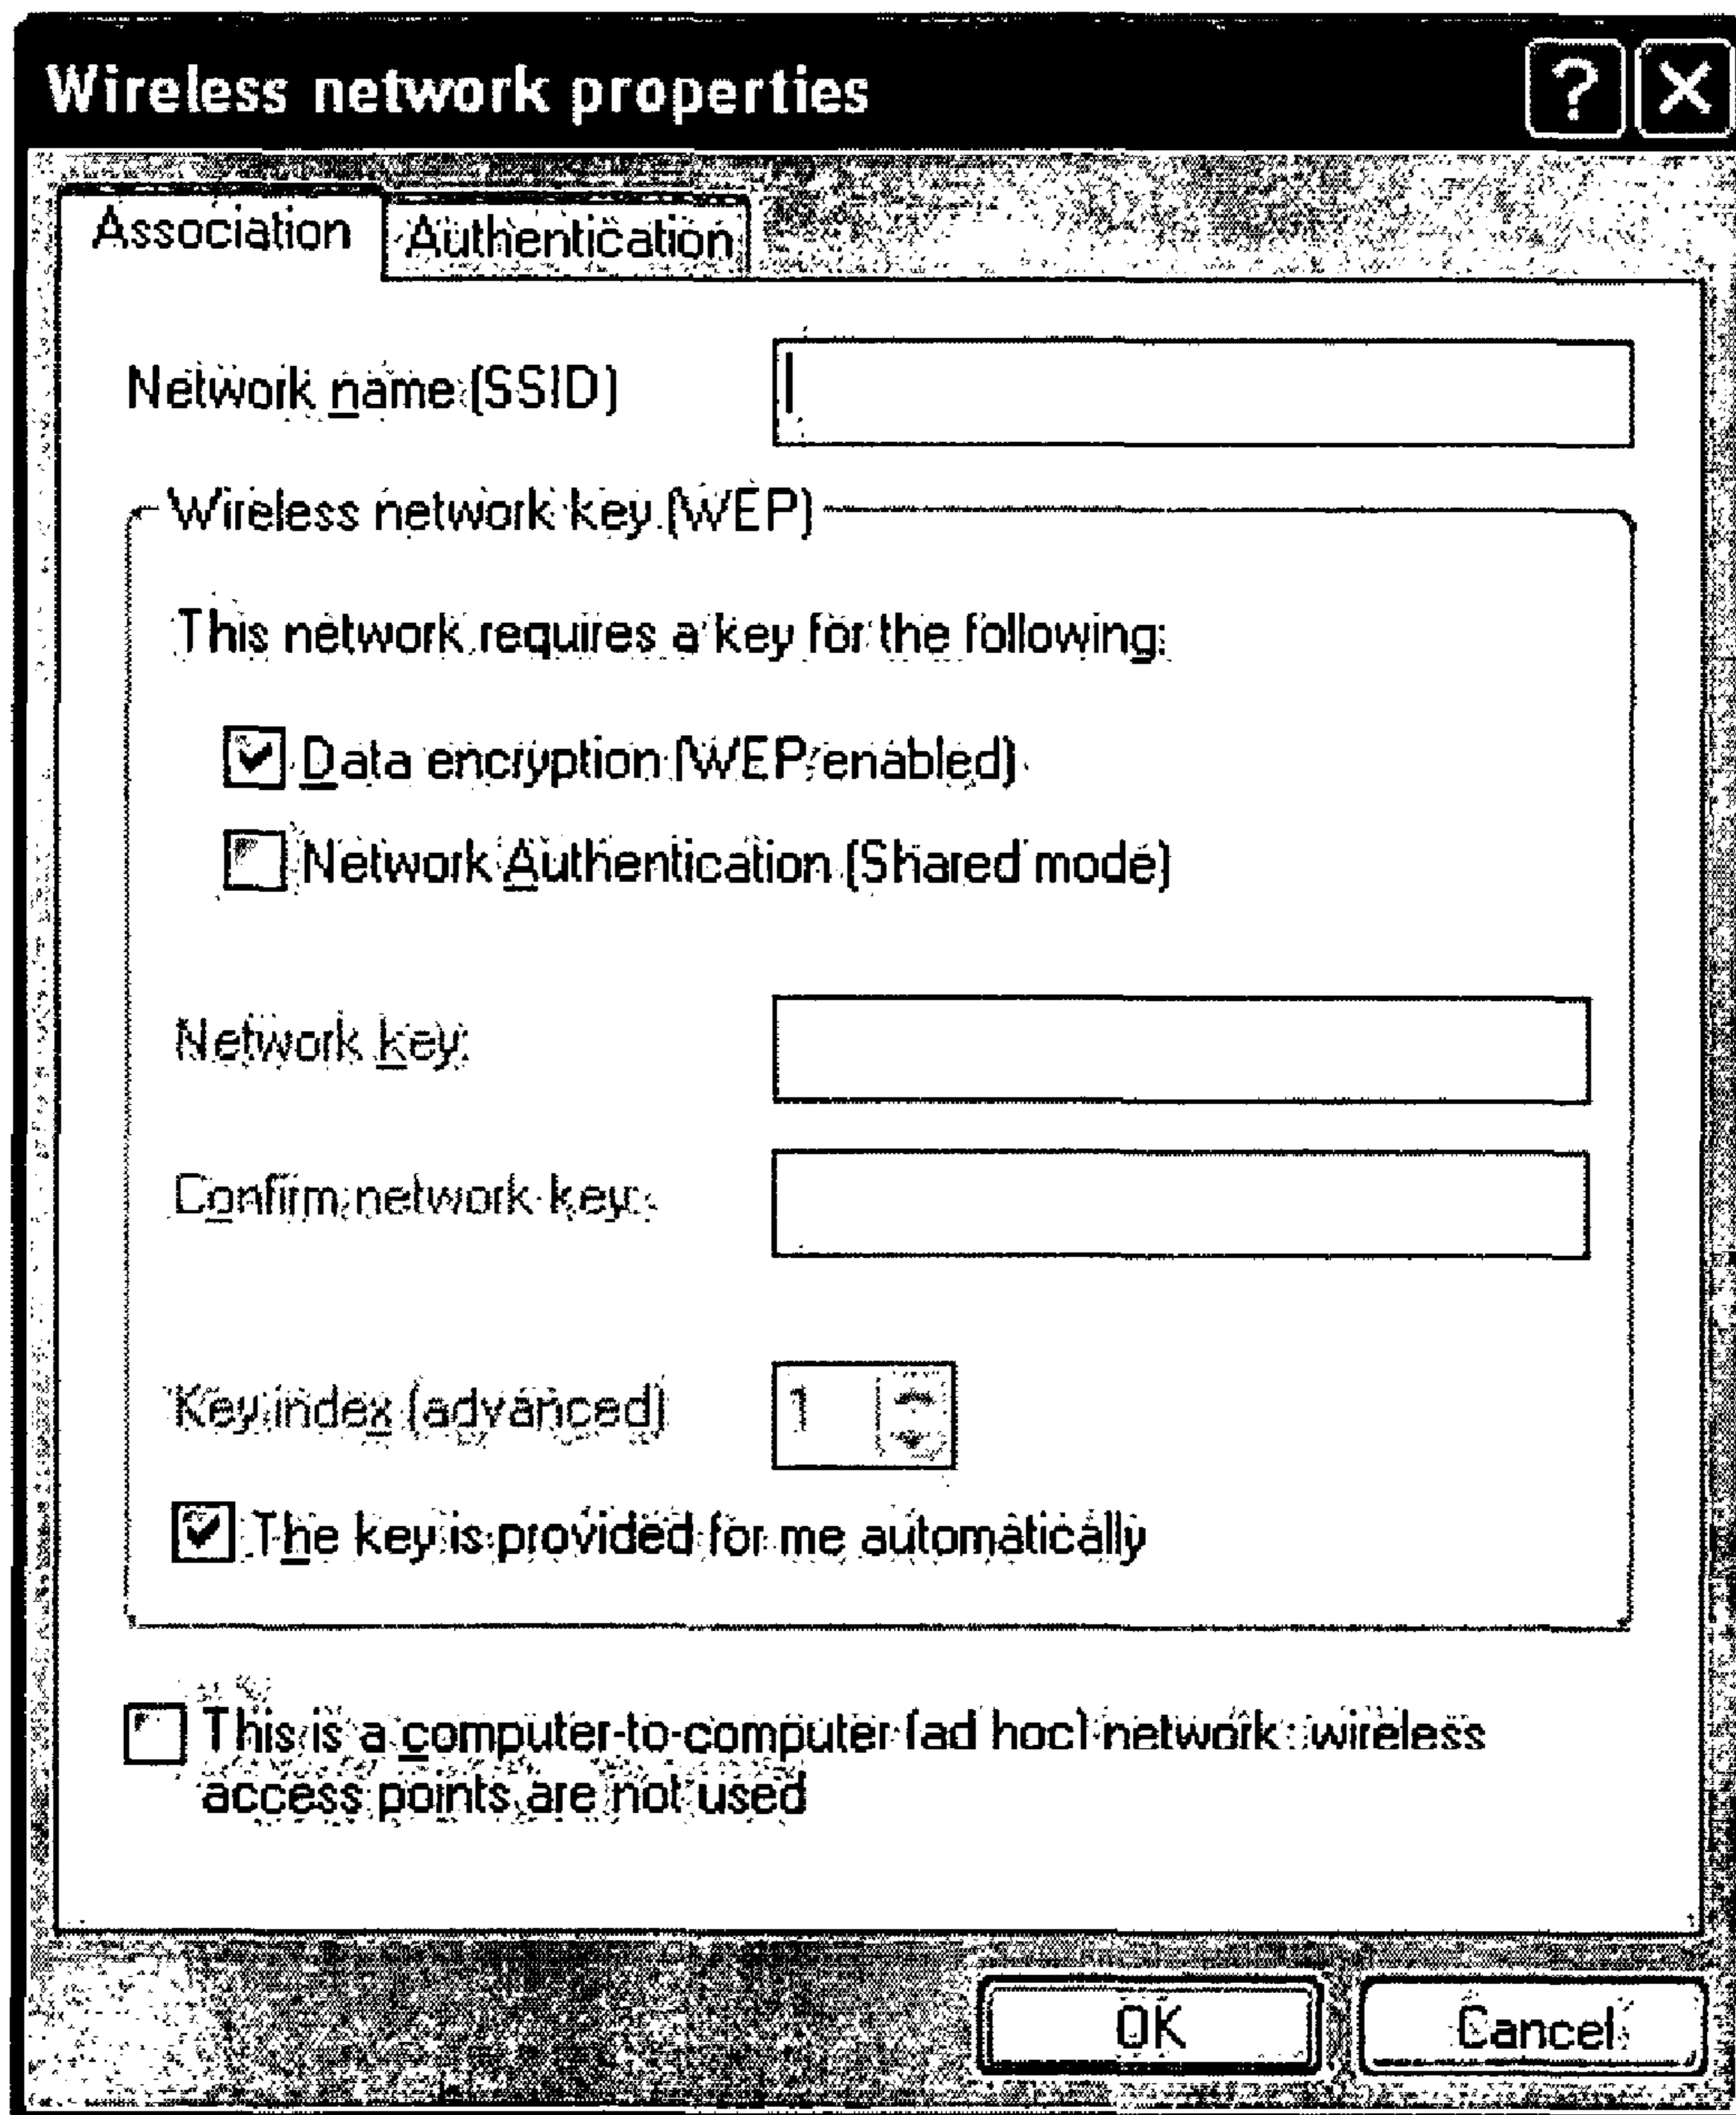 Wireless network properties
? X
Association Authentication
Network name (SSID)
Wireless network key (WEP)
This network requires a key for the following:
Data encryption (WEP enabled)
Network Authentication (Shared mode)
Network key:
Confirm network key:
Key index (advanced) 1
The key is provided for me automatically
This is a computer-to-computer (ad hoc) network: wireless
access points are not used
OK Cancel